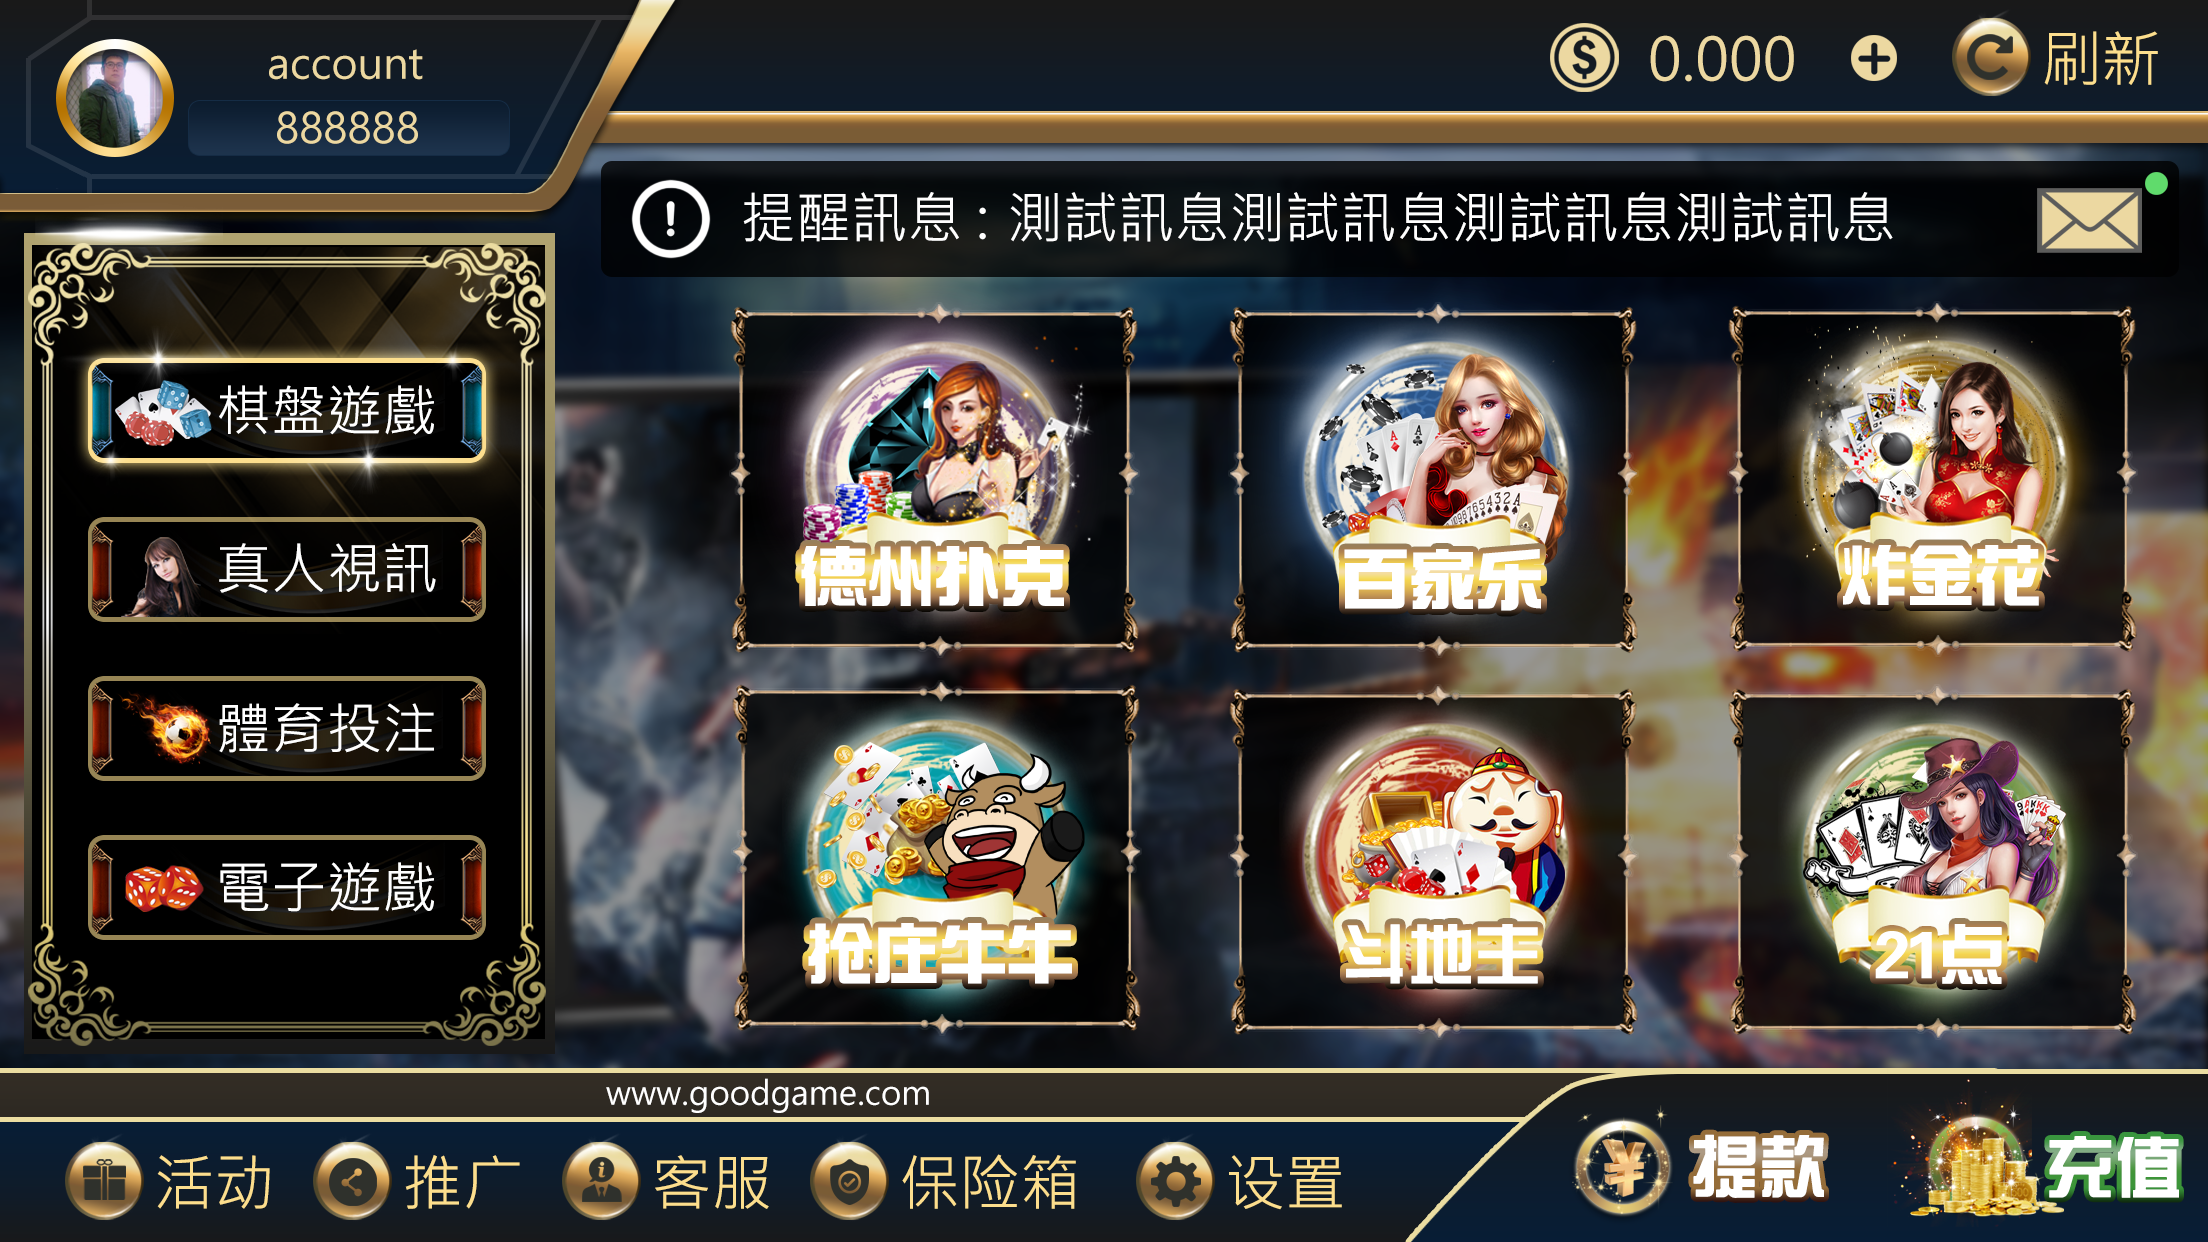 account
888888
0.000
刷新
提醒訊息：測試訊息測試訊息測試訊息測試訊息
棋盤遊戲
真人視訊
體育投注
電子遊戲
德州扑克
百家乐
炸金花
抢庄牛牛
斗地主
21点
www.goodgame.com
活动
推广
客服
保险箱
设置
提款
充值